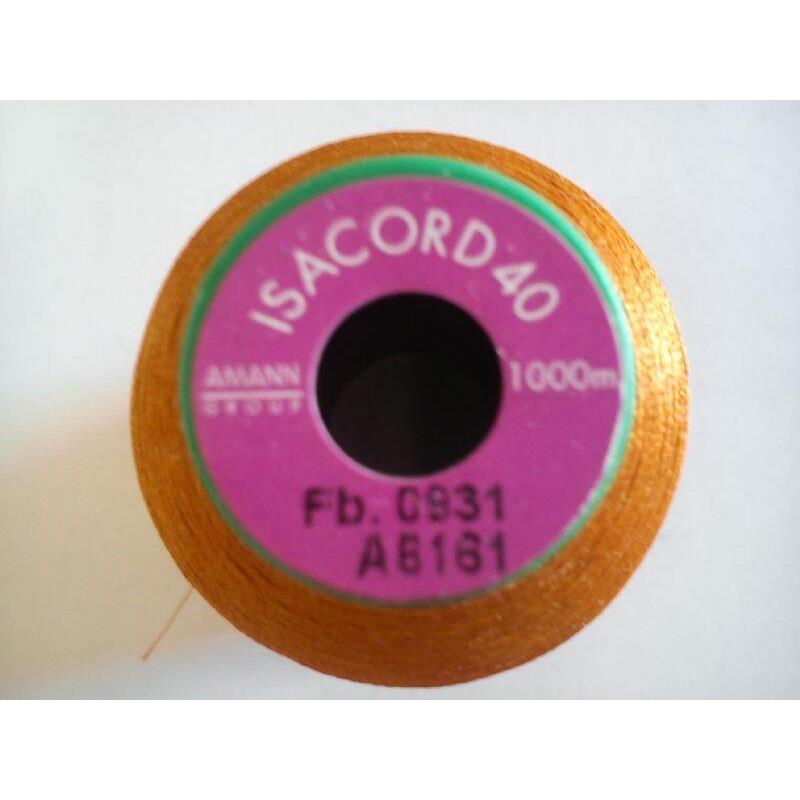 ISACORD 40
AMANN
GROUP
1000m
Fb. 0931
A6161